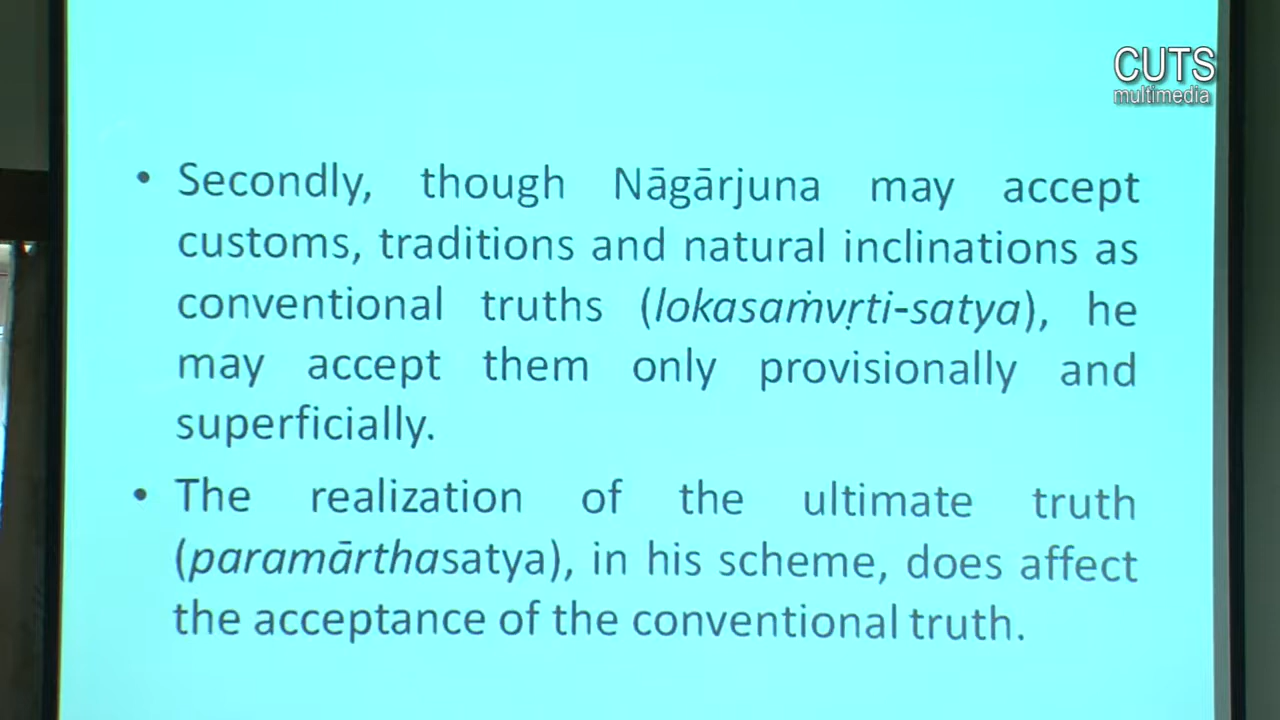 CUTS
multimedia
• Secondly, though Nāgārjuna may accept
customs, traditions and natural inclinations as
conventional truths (lokasaṁvṛti-satya), he
may accept them only provisionally and
superficially.
• The realization of the ultimate truth
(paramārthasatya), in his scheme, does affect
the acceptance of the conventional truth.